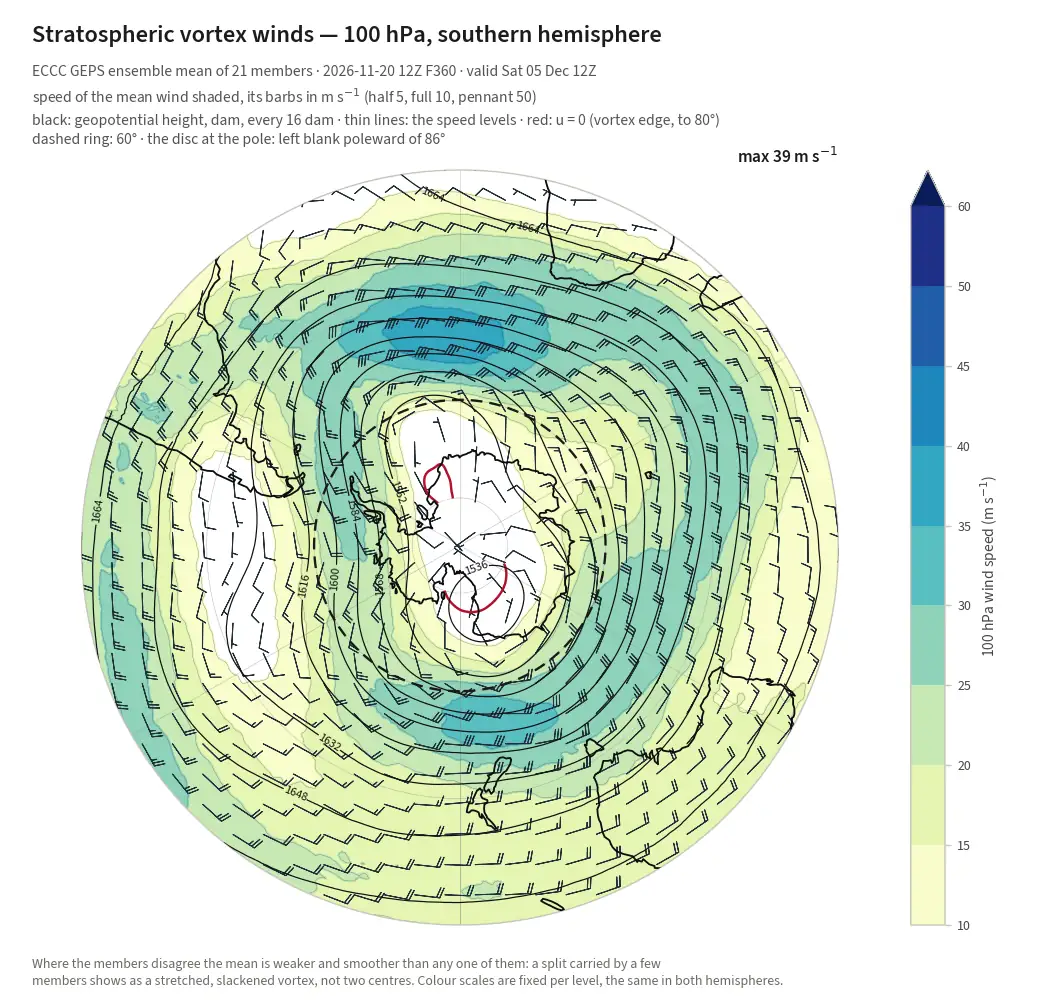 Stratospheric vortex winds — 100 hPa, southern hemisphere
ECCC GEPS ensemble mean of 21 members · 2026-11-20 12Z F360 · valid Sat 05 Dec 12Z
speed of the mean wind shaded, its barbs in m s⁻¹ (half 5, full 10, pennant 50)
black: geopotential height, dam, every 16 dam · thin lines: the speed levels · red: u = 0 (vortex edge, to 80°)
dashed ring: 60° · the disc at the pole: left blank poleward of 86°
max 39 m s⁻¹
1664
1664
1664
1552
1584
1568
1536
1600
1616
1632
1648
60
50
45
40
35
30
25
20
15
10
100 hPa wind speed (m s⁻¹)
Where the members disagree the mean is weaker and smoother than any one of them: a split carried by a few
members shows as a stretched, slackened vortex, not two centres. Colour scales are fixed per level, the same in both hemispheres.